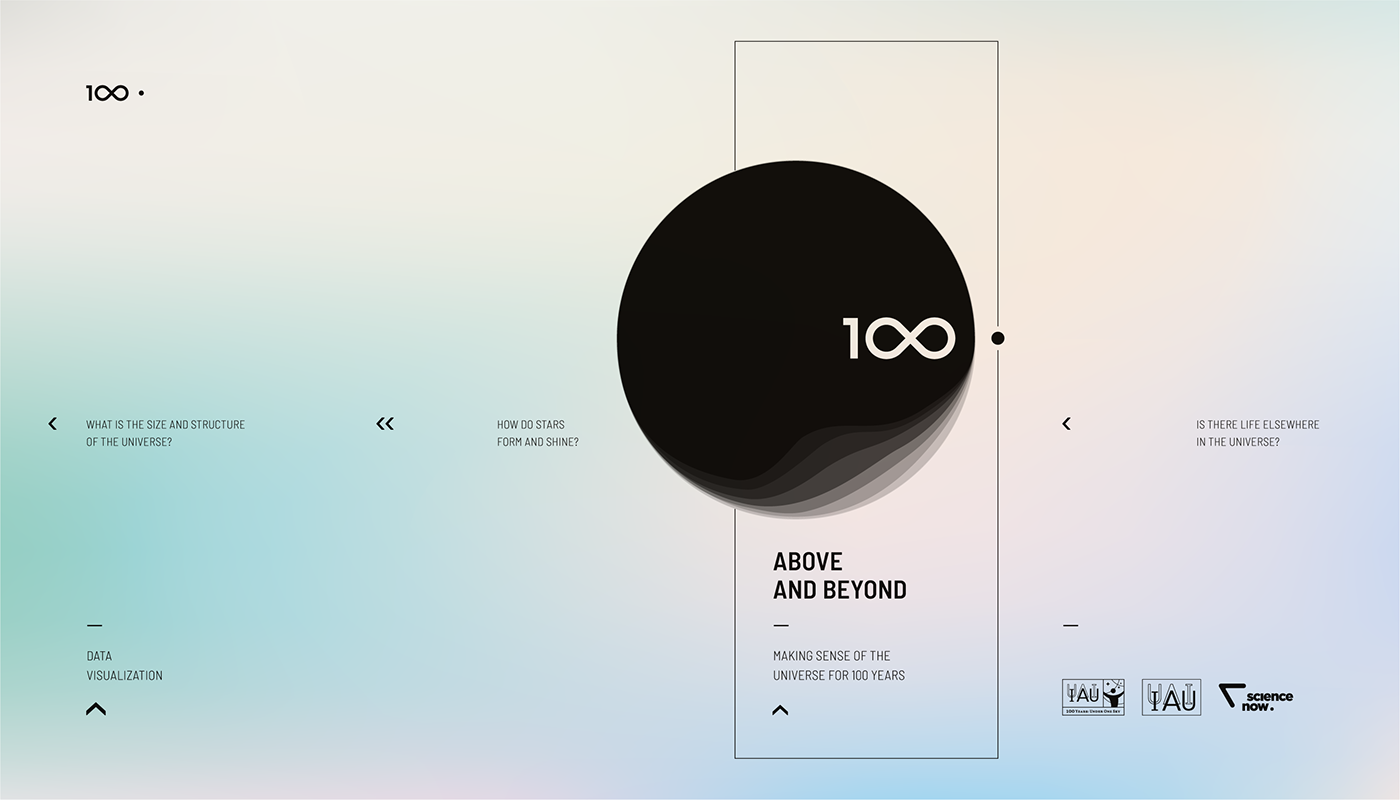 100
100
WHAT IS THE SIZE AND STRUCTURE
OF THE UNIVERSE?
HOW DO STARS
FORM AND SHINE?
IS THERE LIFE ELSEWHERE
IN THE UNIVERSE?
ABOVE
AND BEYOND
DATA
VISUALIZATION
MAKING SENSE OF THE
UNIVERSE FOR 100 YEARS
IAU
100 YEARS: UNDER ONE SKY
IAU
science
now.